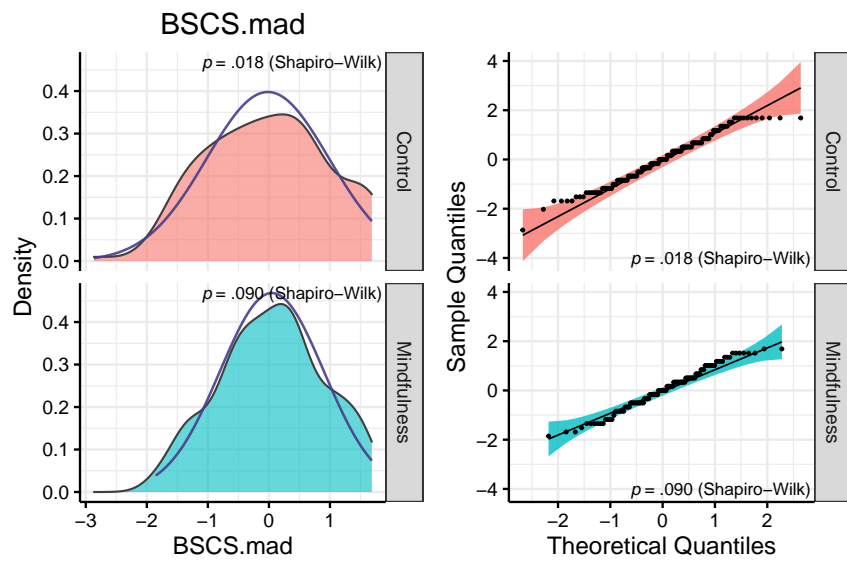 BSCS.mad
p = .018 (Shapiro−Wilk)
0.4
0.3
0.2
0.1
0.0
Control
p = .090 (Shapiro−Wilk)
0.4
0.3
0.2
0.1
0.0
Mindfulness
Density
−3
−2
−1
0
1
BSCS.mad
4
2
0
−2
−4
p = .018 (Shapiro−Wilk)
Control
4
2
0
−2
−4
p = .090 (Shapiro−Wilk)
Mindfulness
Sample Quantiles
−2
−1
0
1
2
Theoretical Quantiles